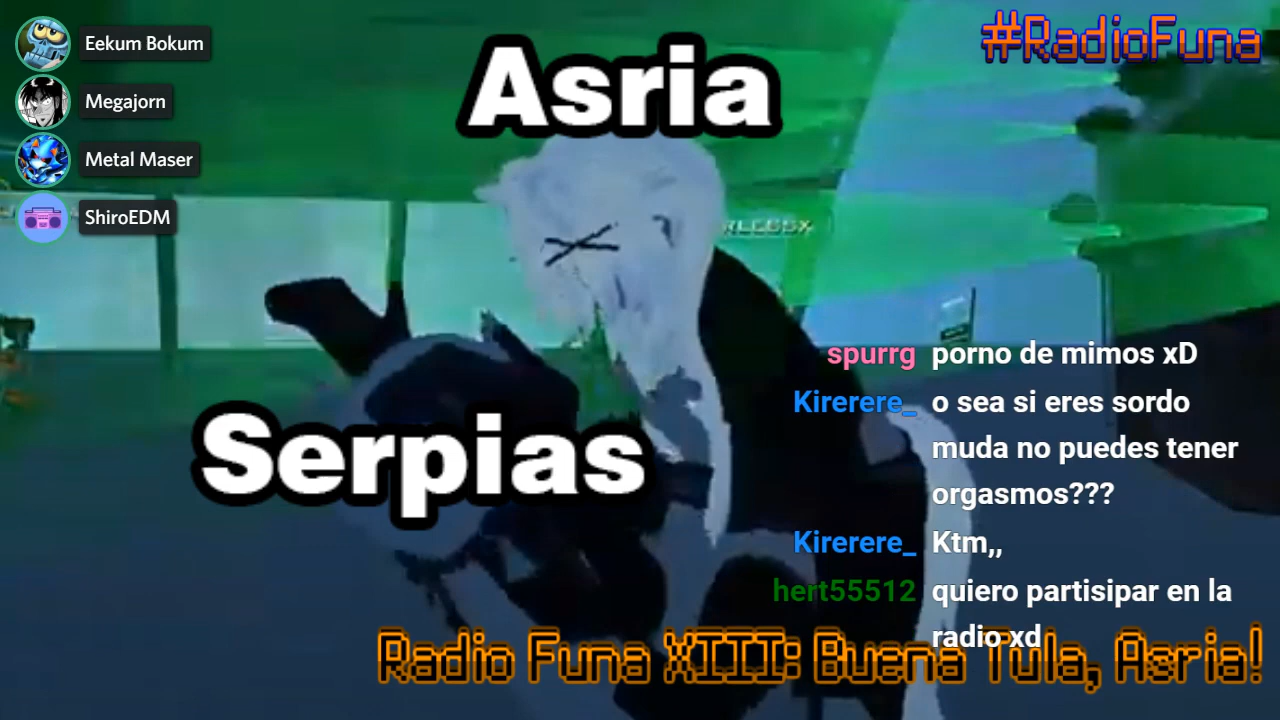 Eekum Bokum
Megajorn
Metal Maser
ShiroEDM
#RadioFuna
Asria
Serpias
spurrg porno de mimos xD
Kirerere_ o sea si eres sordo
muda no puedes tener
orgasmos???
Kirerere_ Ktm,,
hert55512 quiero partisipar en la
radio xd
Radio Funa XIII: Buena Tula, Asria!